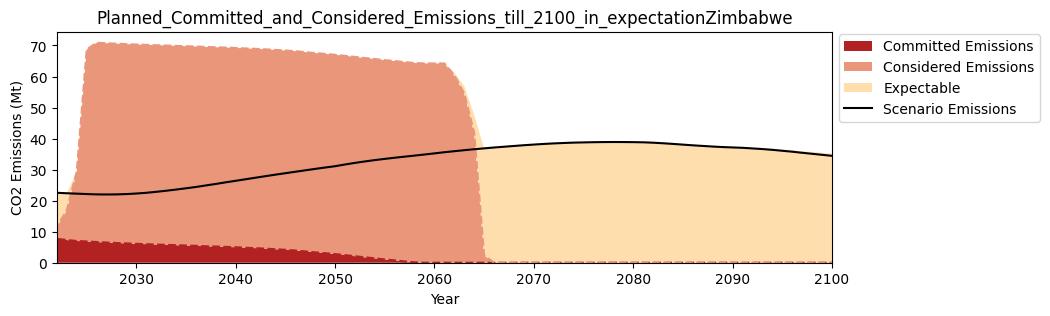 Planned_Committed_and_Considered_Emissions_till_2100_in_expectationZimbabwe
CO2 Emissions (Mt)
70
60
50
40
30
20
10
0
2030 2040 2050 2060 2070 2080 2090 2100
Year
Committed Emissions
Considered Emissions
Expectable
Scenario Emissions